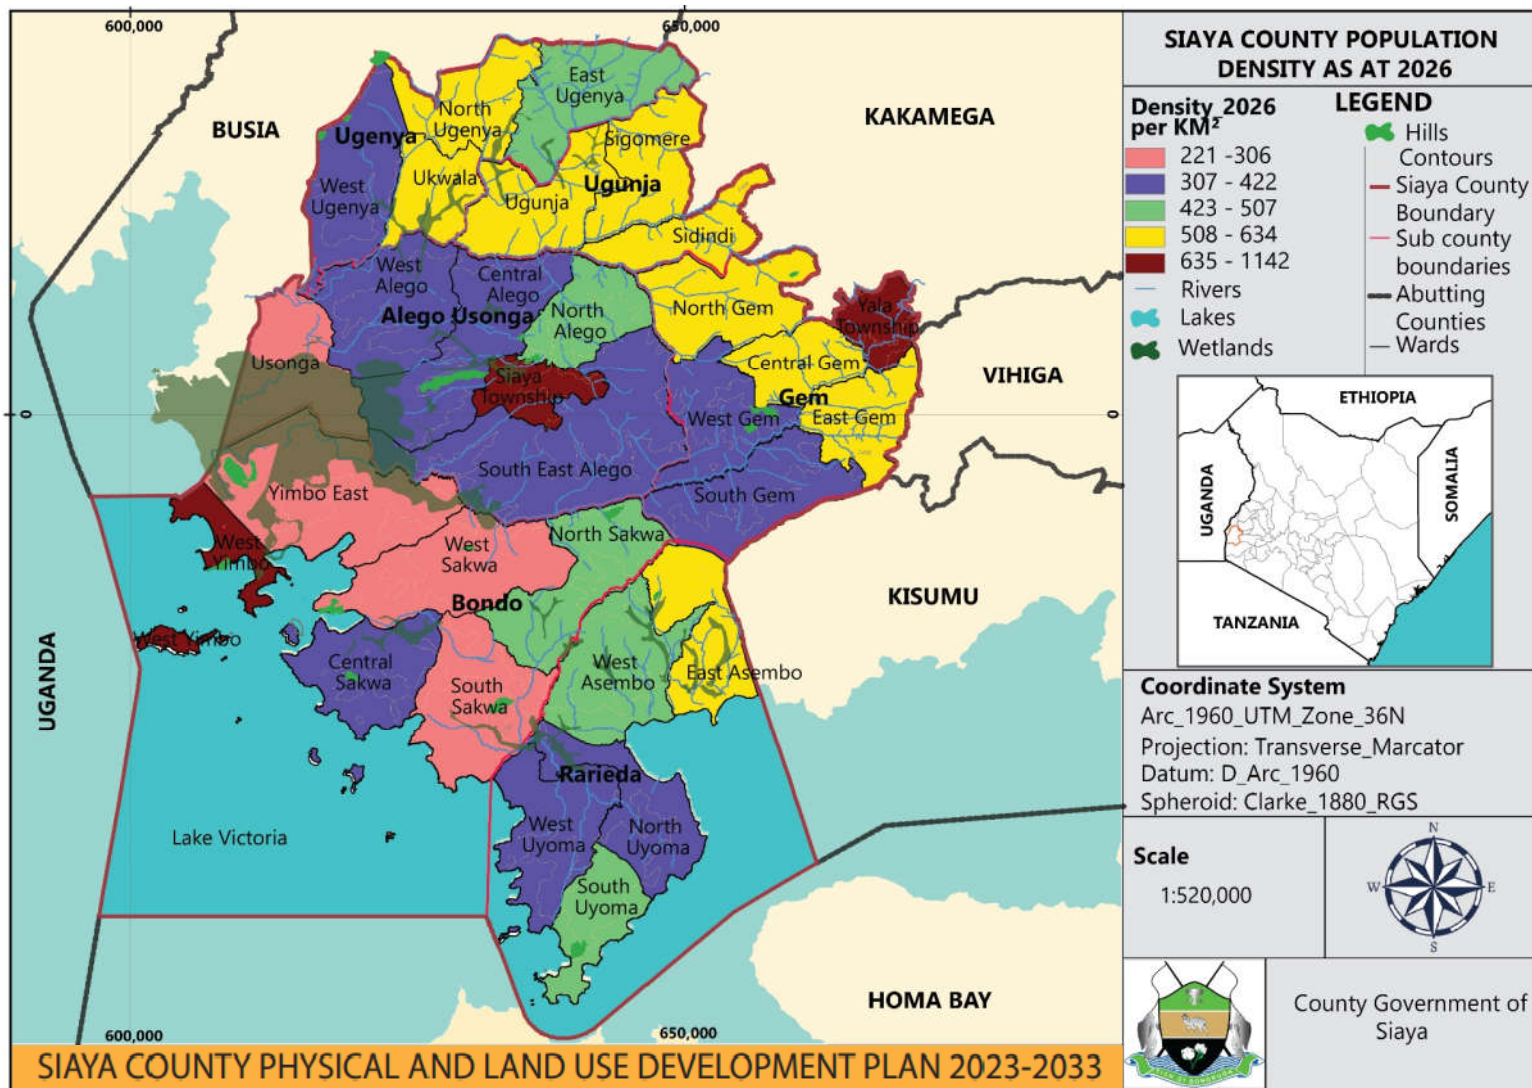 600,000
650,000
BUSIA
KAKAMEGA
East
Ugenya
North
Ugenya
Ugenya
Sigomere
Ukwala
Ugunja
Ugunja
West
Ugenya
Sidindi
West
Alego
Central
Alego
North
Alego
Alego Usonga
North Gem
Yala
Township
Usonga
Siaya
Township
Central Gem
Gem
VIHIGA
0
0
West Gem
East Gem
South East Alego
South Gem
Yimbo East
West
Yimbo
West
Sakwa
North Sakwa
Bondo
KISUMU
UGANDA
West Yimbo
Central
Sakwa
South
Sakwa
West
Asembo
East Asembo
Rarieda
Lake Victoria
West
Uyoma
North
Uyoma
South
Uyoma
HOMA BAY
600,000
650,000
SIAYA COUNTY PHYSICAL AND LAND USE DEVELOPMENT PLAN 2023-2033
SIAYA COUNTY POPULATION
DENSITY AS AT 2026
Density_2026
per KM²
221 -306
307 - 422
423 - 507
508 - 634
635 - 1142
Rivers
Lakes
Wetlands
LEGEND
Hills
Contours
Siaya County
Boundary
Sub county
boundaries
Abutting
Counties
Wards
ETHIOPIA
UGANDA
SOMALIA
TANZANIA
Coordinate System
Arc_1960_UTM_Zone_36N
Projection: Transverse_Marcator
Datum: D_Arc_1960
Spheroid: Clarke_1880_RGS
Scale
1:520,000
N
W
E
S
County Government of
Siaya